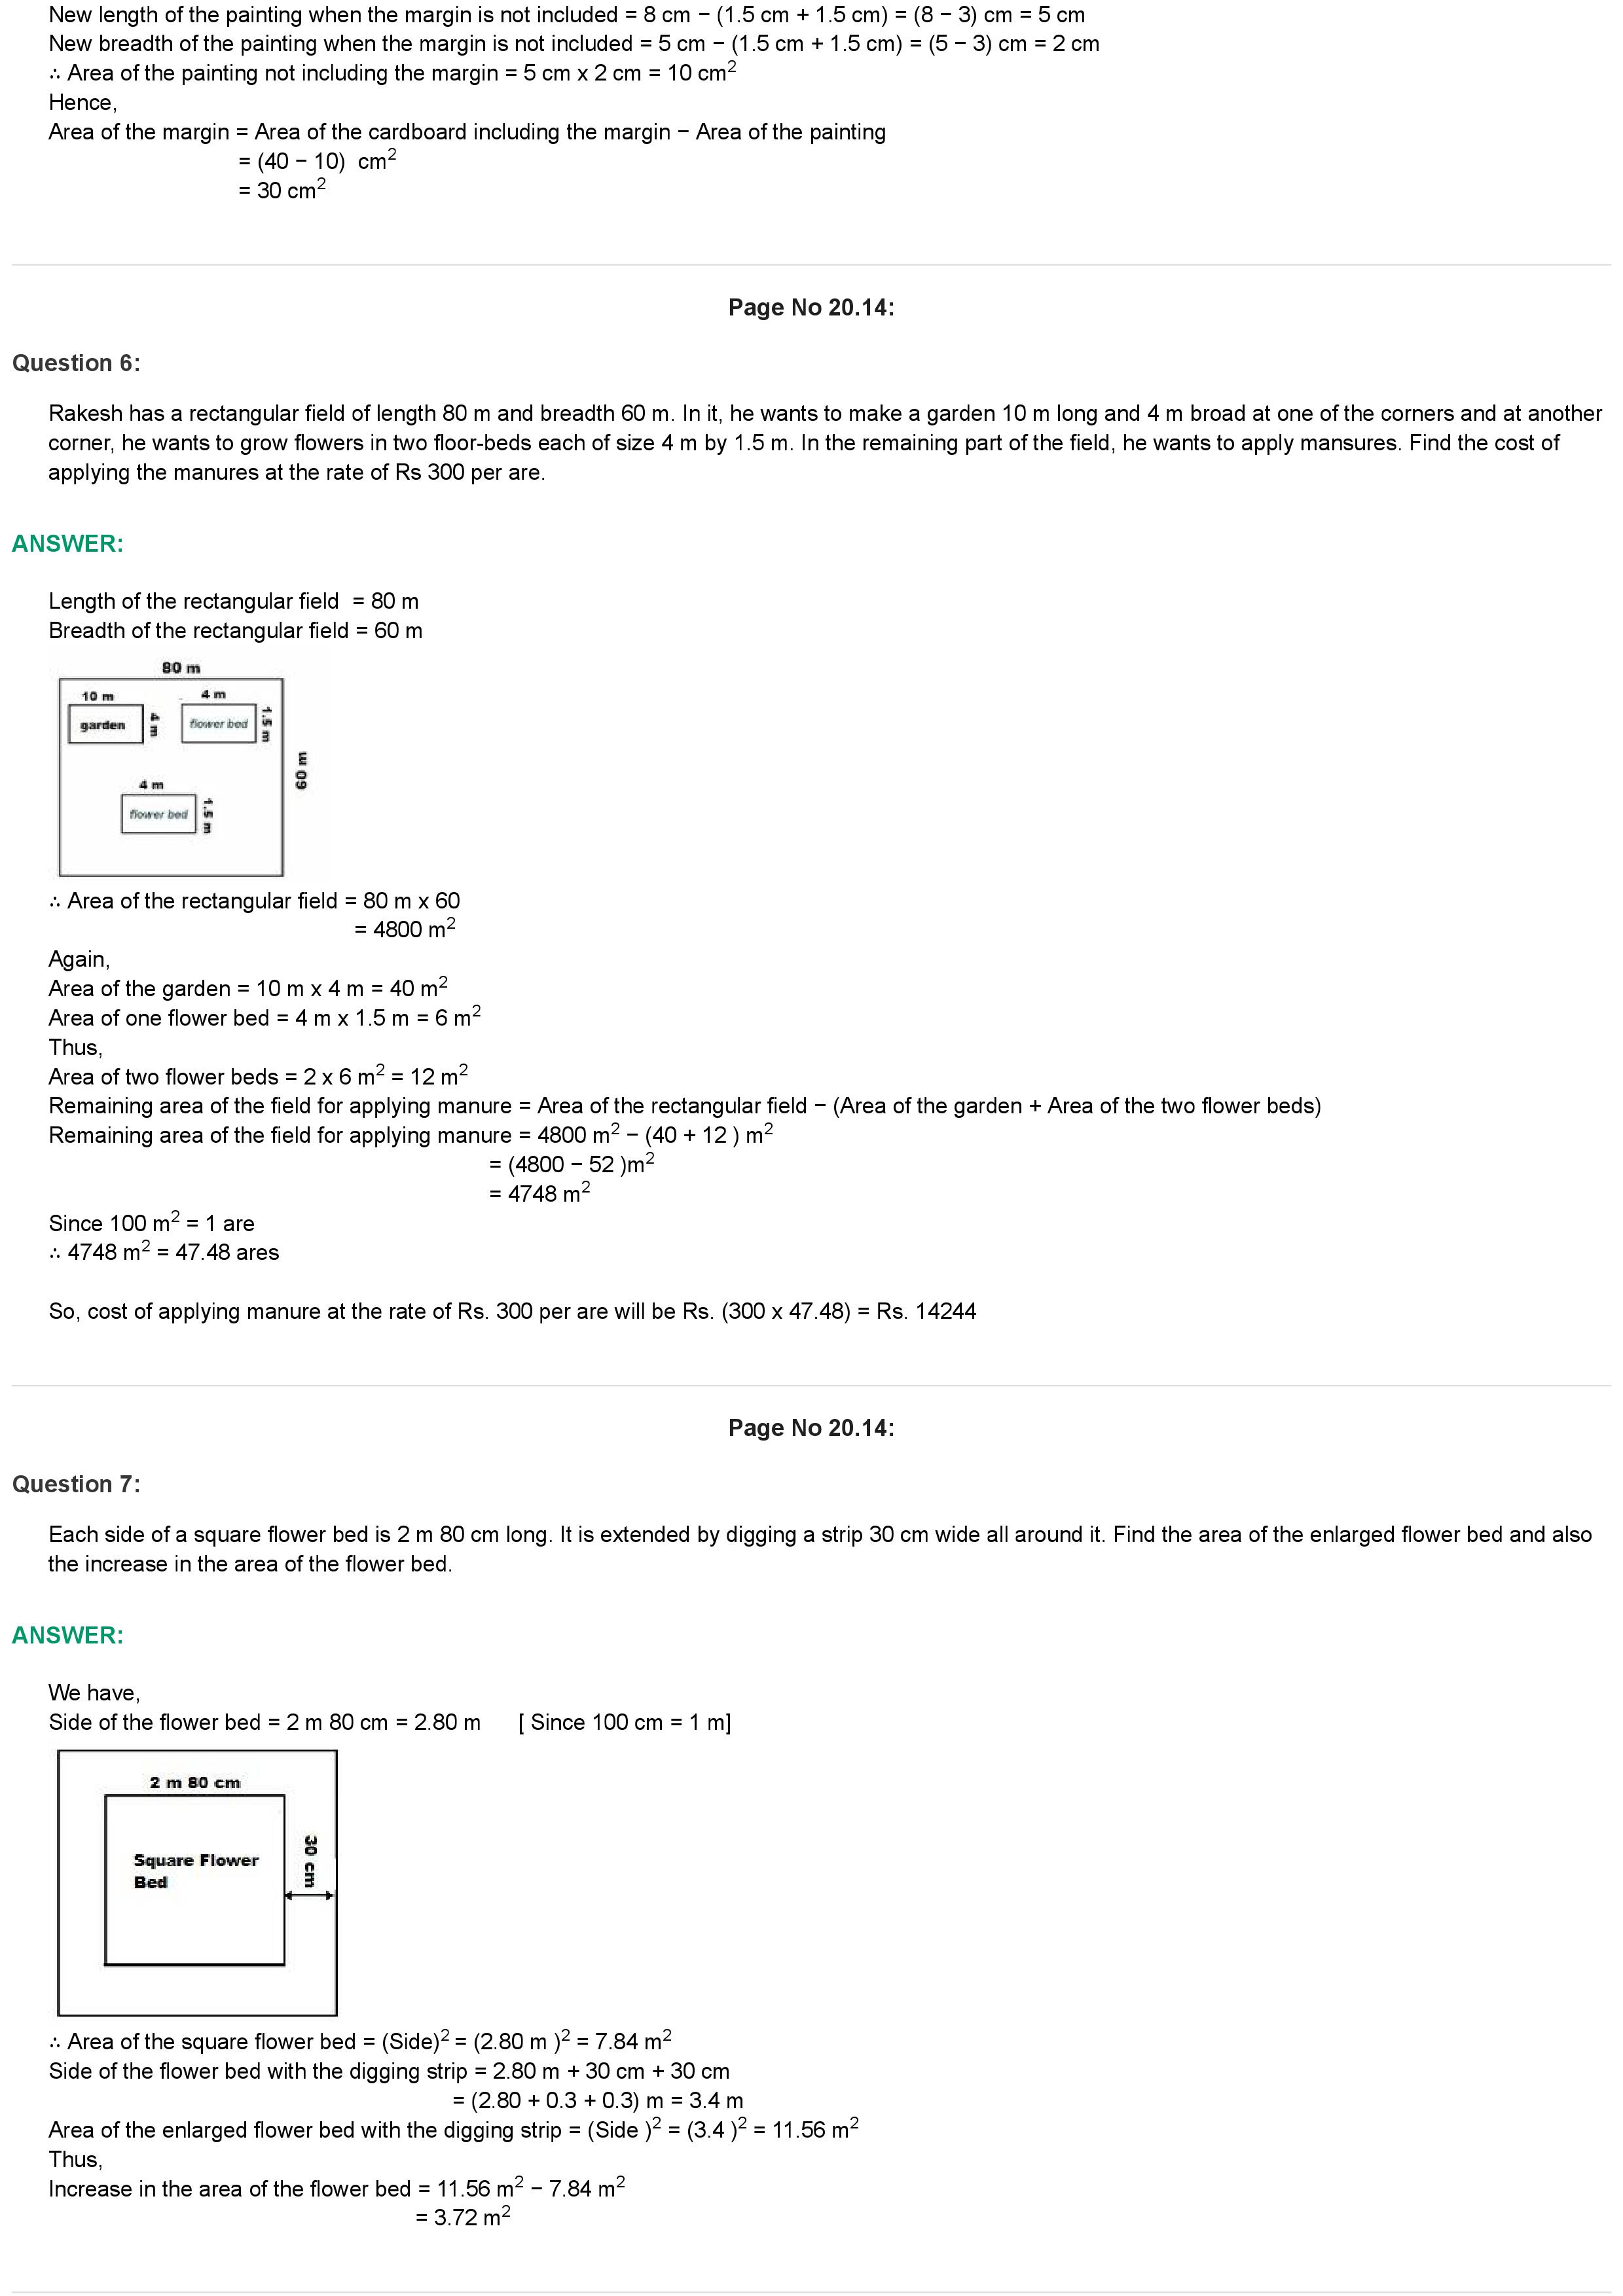 New length of the painting when the margin is not included = 8 cm − (1.5 cm + 1.5 cm) = (8 − 3) cm = 5 cm
New breadth of the painting when the margin is not included = 5 cm − (1.5 cm + 1.5 cm) = (5 − 3) cm = 2 cm
∴ Area of the painting not including the margin = 5 cm x 2 cm = 10 cm²
Hence,
Area of the margin = Area of the cardboard including the margin − Area of the painting
= (40 − 10) cm²
= 30 cm²
Page No 20.14:
Question 6:
Rakesh has a rectangular field of length 80 m and breadth 60 m. In it, he wants to make a garden 10 m long and 4 m broad at one of the corners and at another
corner, he wants to grow flowers in two floor-beds each of size 4 m by 1.5 m. In the remaining part of the field, he wants to apply mansures. Find the cost of
applying the manures at the rate of Rs 300 per are.
ANSWER:
Length of the rectangular field = 80 m
Breadth of the rectangular field = 60 m
80 m
10 m
4 m
garden
4 m
flower bed
1.5 m
60 m
4 m
flower bed
1.5 m
∴ Area of the rectangular field = 80 m x 60
= 4800 m²
Again,
Area of the garden = 10 m x 4 m = 40 m²
Area of one flower bed = 4 m x 1.5 m = 6 m²
Thus,
Area of two flower beds = 2 x 6 m² = 12 m²
Remaining area of the field for applying manure = Area of the rectangular field − (Area of the garden + Area of the two flower beds)
Remaining area of the field for applying manure = 4800 m² − (40 + 12 ) m²
= (4800 − 52 )m²
= 4748 m²
Since 100 m² = 1 are
∴ 4748 m² = 47.48 ares
So, cost of applying manure at the rate of Rs. 300 per are will be Rs. (300 x 47.48) = Rs. 14244
Page No 20.14:
Question 7:
Each side of a square flower bed is 2 m 80 cm long. It is extended by digging a strip 30 cm wide all around it. Find the area of the enlarged flower bed and also
the increase in the area of the flower bed.
ANSWER:
We have,
Side of the flower bed = 2 m 80 cm = 2.80 m [ Since 100 cm = 1 m]
2 m 80 cm
Square Flower
Bed
30 cm
∴ Area of the square flower bed = (Side)² = (2.80 m )² = 7.84 m²
Side of the flower bed with the digging strip = 2.80 m + 30 cm + 30 cm
= (2.80 + 0.3 + 0.3) m = 3.4 m
Area of the enlarged flower bed with the digging strip = (Side )² = (3.4 )² = 11.56 m²
Thus,
Increase in the area of the flower bed = 11.56 m² − 7.84 m²
= 3.72 m²